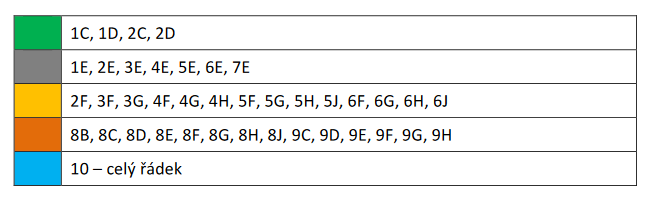 1C, 1D, 2C, 2D
1E, 2E, 3E, 4E, 5E, 6E, 7E
2F, 3F, 3G, 4F, 4G, 4H, 5F, 5G, 5H, 5J, 6F, 6G, 6H, 6J
8B, 8C, 8D, 8E, 8F, 8G, 8H, 8J, 9C, 9D, 9E, 9F, 9G, 9H
10 – celý řádek